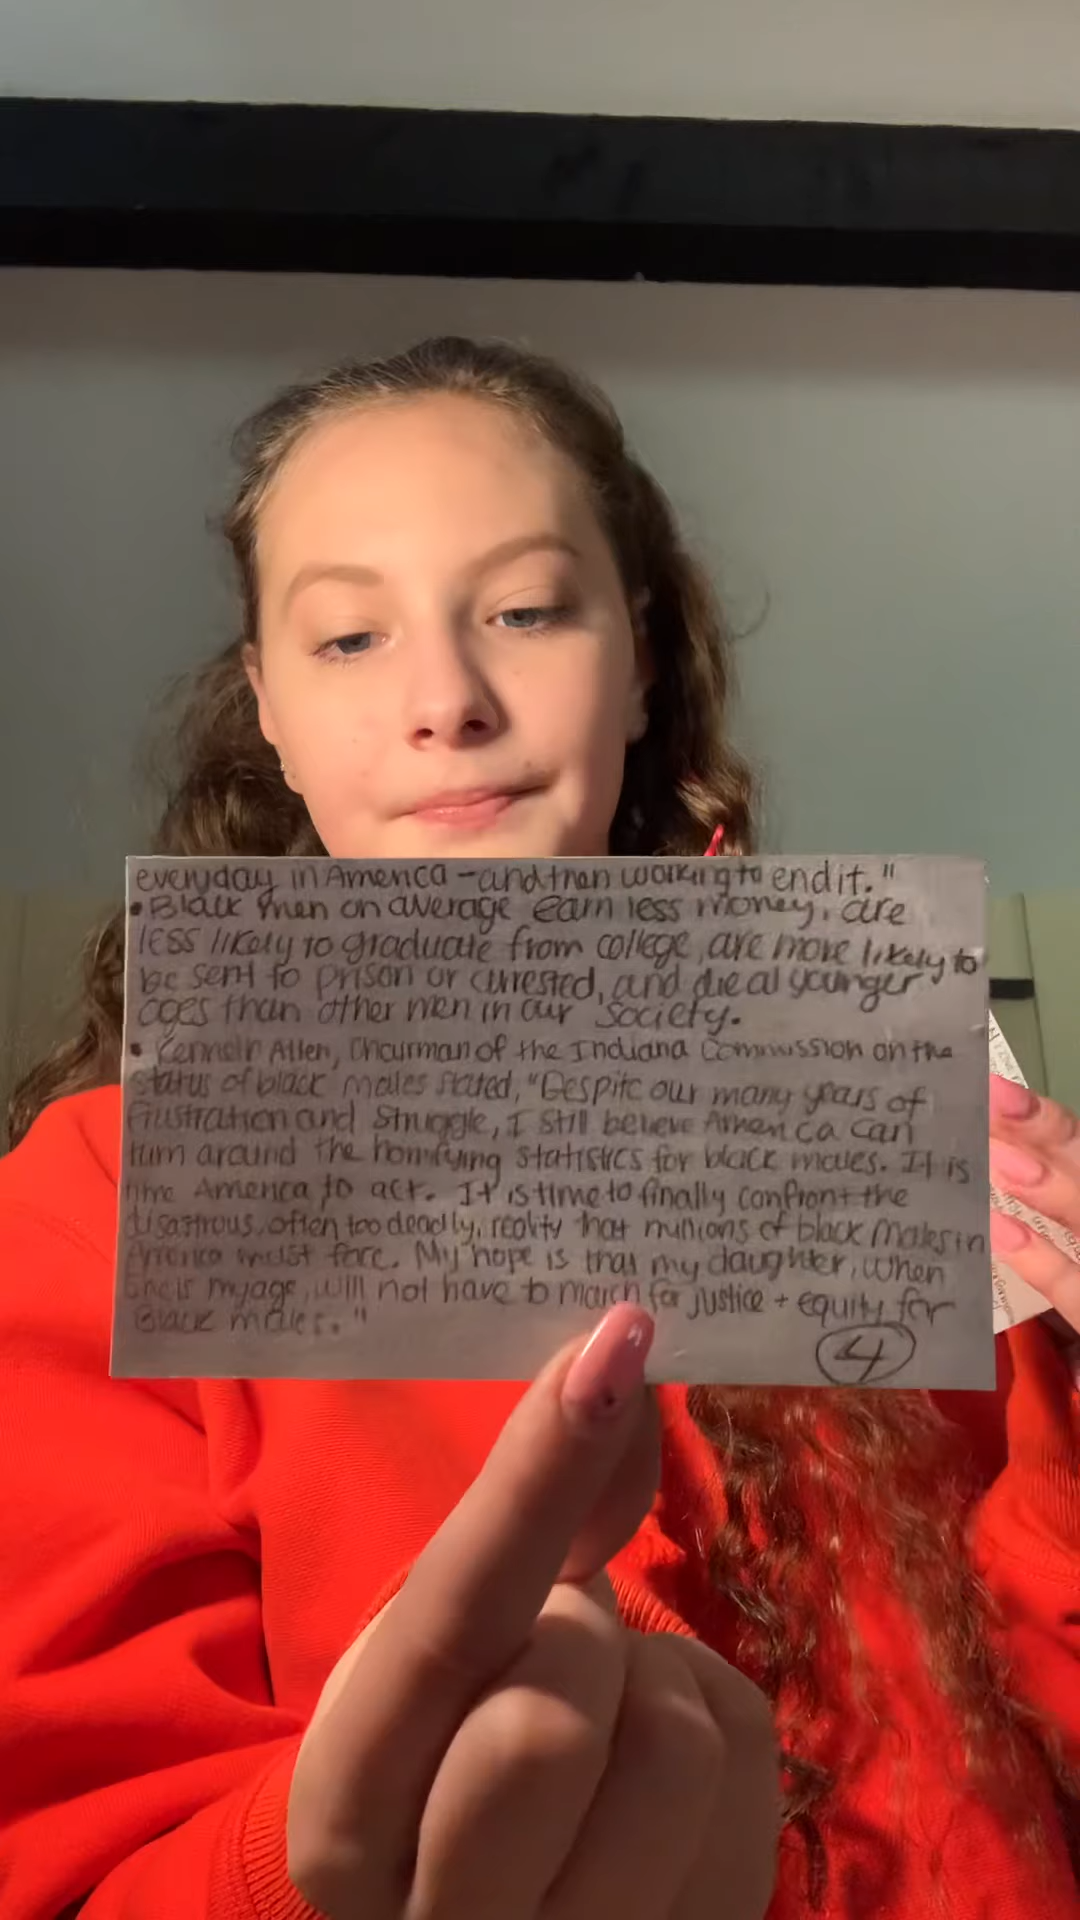 everyday in America - and then working to end it."
• Black men on average earn less money, are
less likely to graduate from college, are more likely to
be sent to prison or arrested, and die at younger
ages than other men in our society.
• Kenneth Allen, Chairman of the Indiana Commission on the
status of black males stated, "Despite our many years of
frustration and struggle, I still believe America can
turn around the horrifying statistics for black males. It is
time America to act. It is time to finally confront the
disastrous, often too deadly, reality that millions of black males in
America must face. My hope is that my daughter, when
she is my age, will not have to march for justice + equity for
Black males."
4